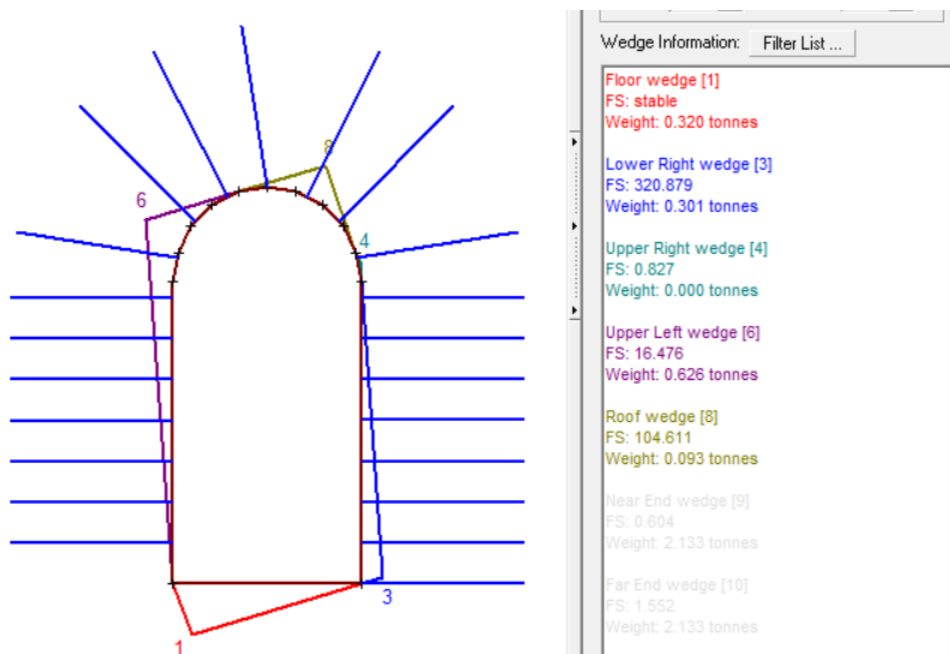 8
6
4
3
1
Wedge Information:
Filter List ...
Floor wedge [1]
FS: stable
Weight: 0.320 tonnes
Lower Right wedge [3]
FS: 320.879
Weight: 0.301 tonnes
Upper Right wedge [4]
FS: 0.827
Weight: 0.000 tonnes
Upper Left wedge [6]
FS: 16.476
Weight: 0.626 tonnes
Roof wedge [8]
FS: 104.611
Weight: 0.093 tonnes
Near End wedge [9]
FS: 0.604
Weight: 2.133 tonnes
Far End wedge [10]
FS: 1.552
Weight: 2.133 tonnes